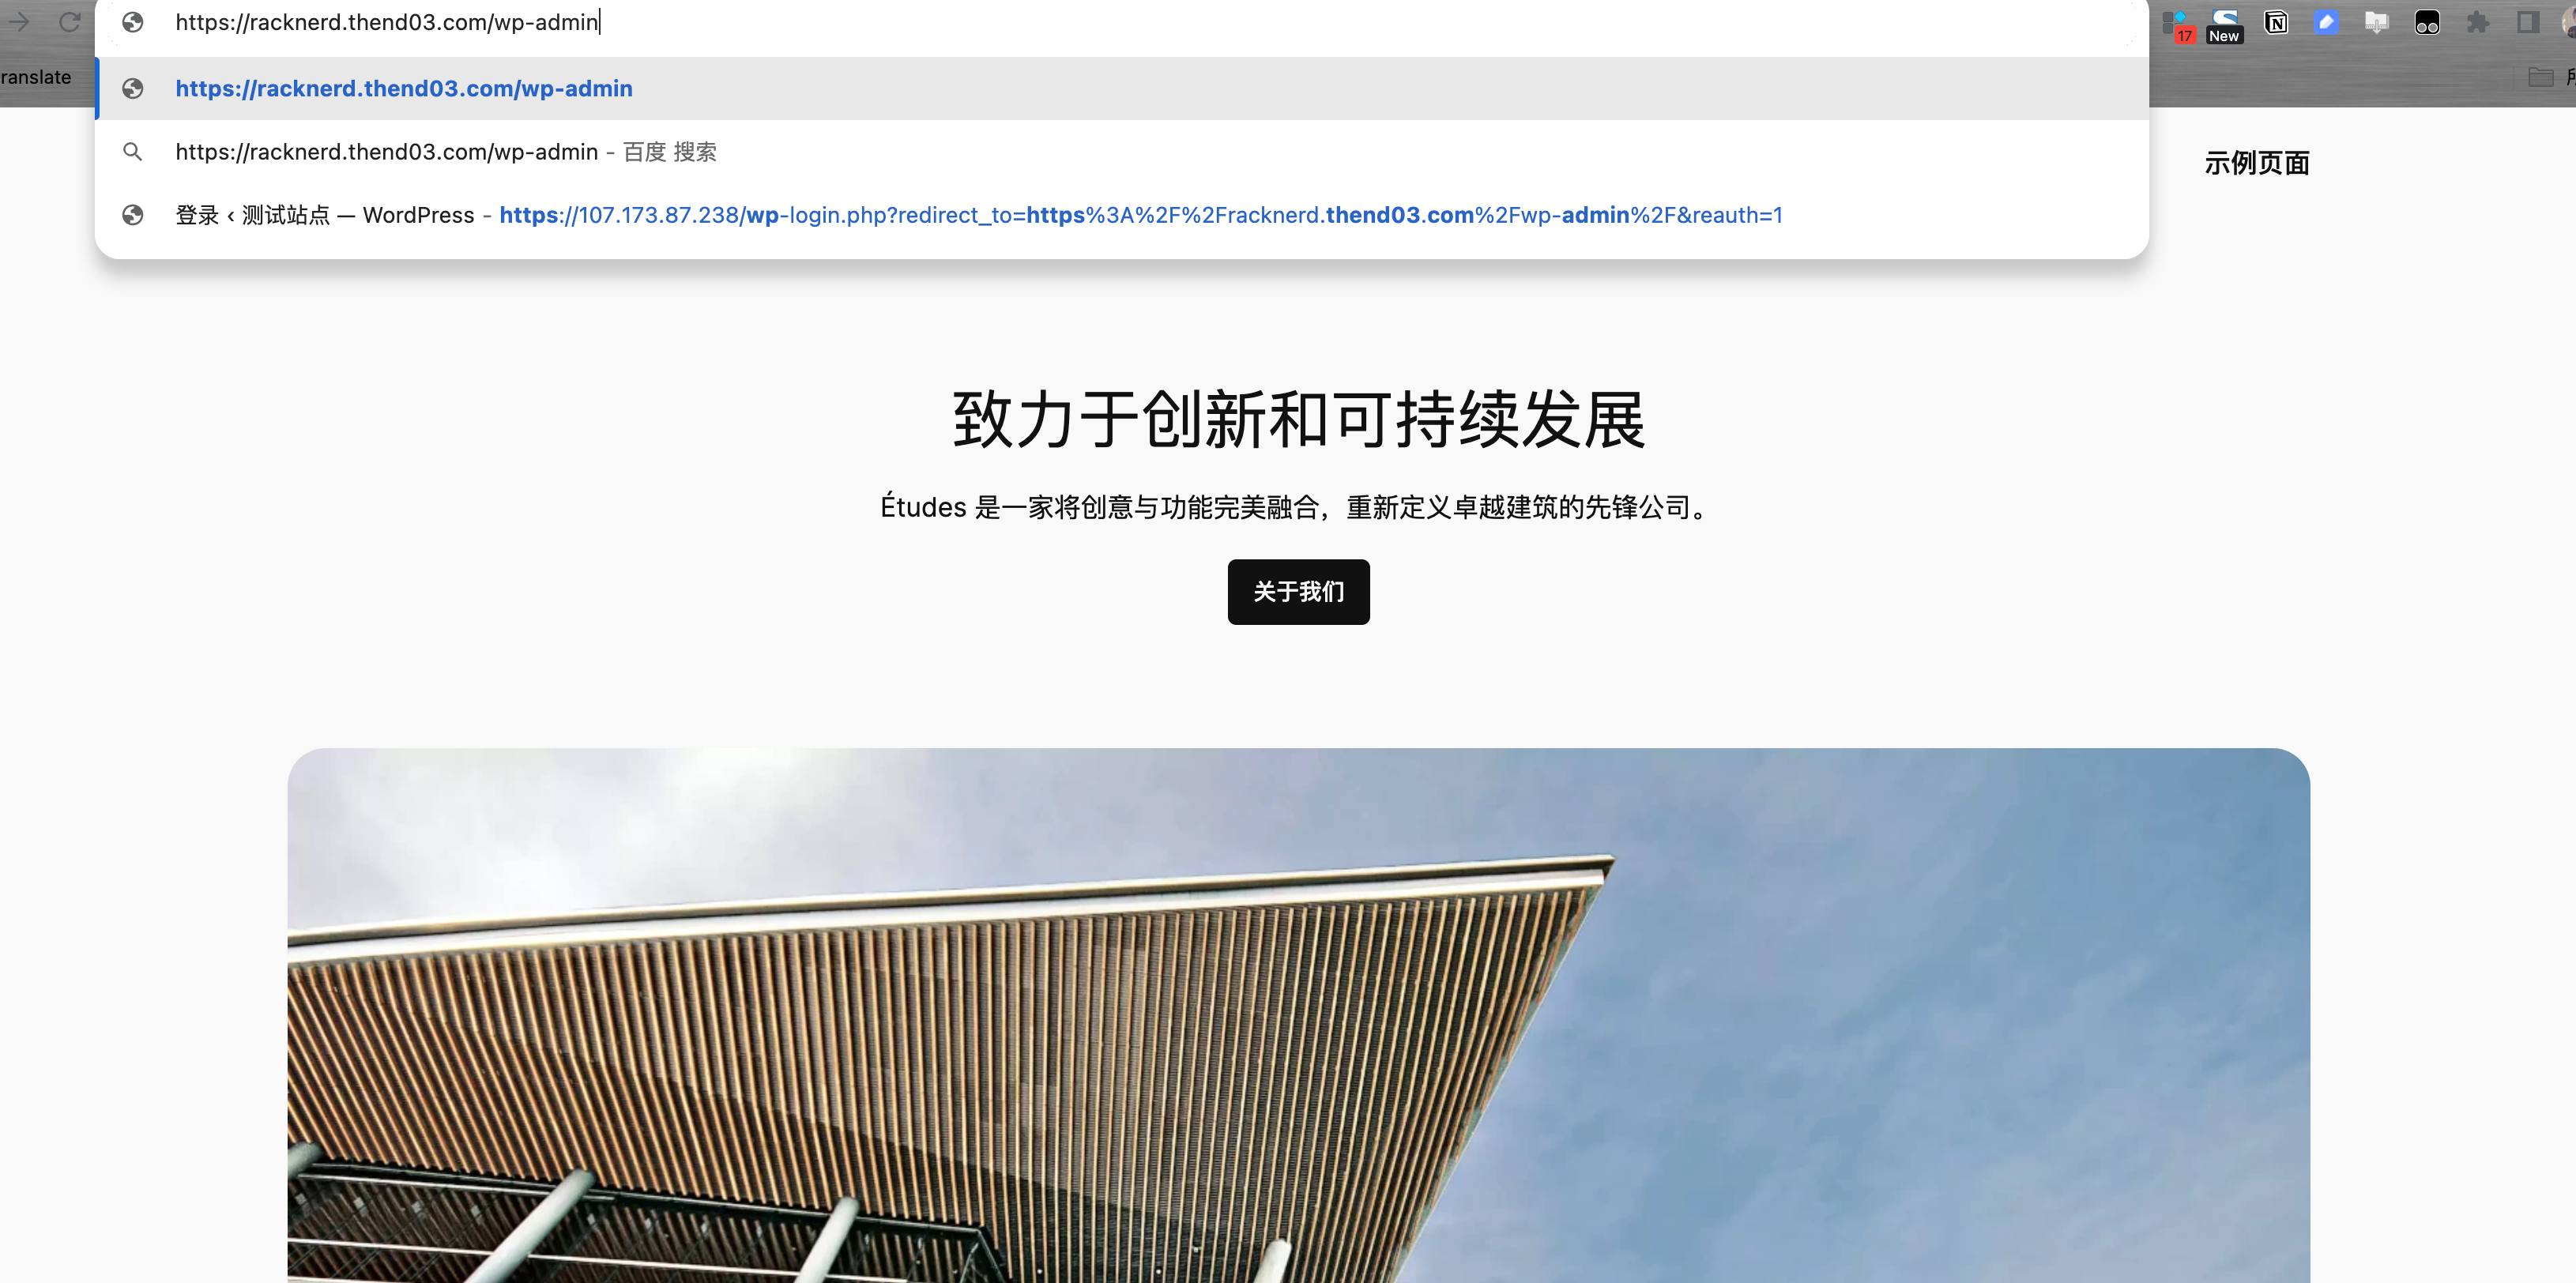 https://racknerd.thend03.com/wp-admin
17
New
ranslate
https://racknerd.thend03.com/wp-admin
https://racknerd.thend03.com/wp-admin - 百度 搜索
登录 ‹ 测试站点 — WordPress - https://107.173.87.238/wp-login.php?redirect_to=https%3A%2F%2Fracknerd.thend03.com%2Fwp-admin%2F&reauth=1
示例页面
致力于创新和可持续发展
Études 是一家将创意与功能完美融合，重新定义卓越建筑的先锋公司。
关于我们